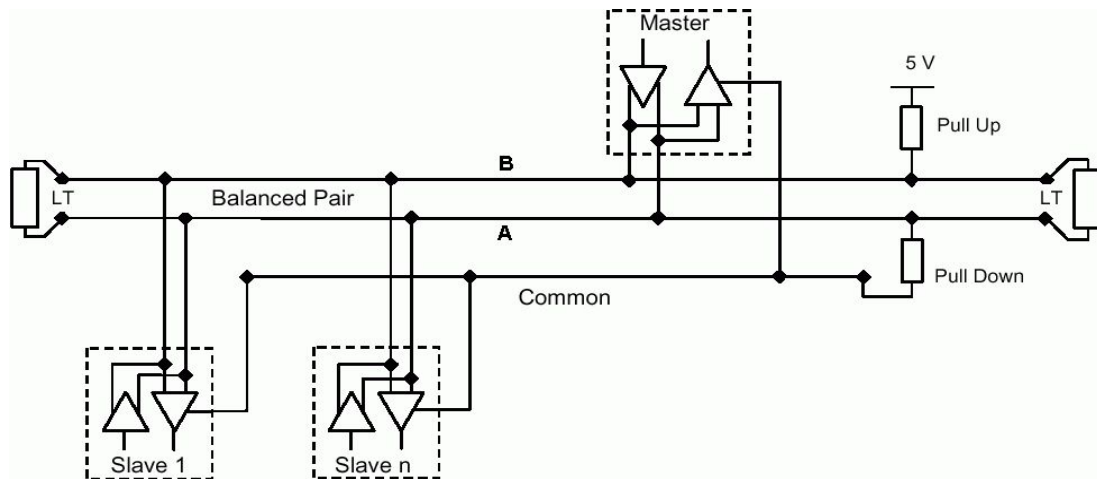 Master
5 V
Pull Up
B
LT
Balanced Pair
LT
A
Pull Down
Common
Slave 1
Slave n